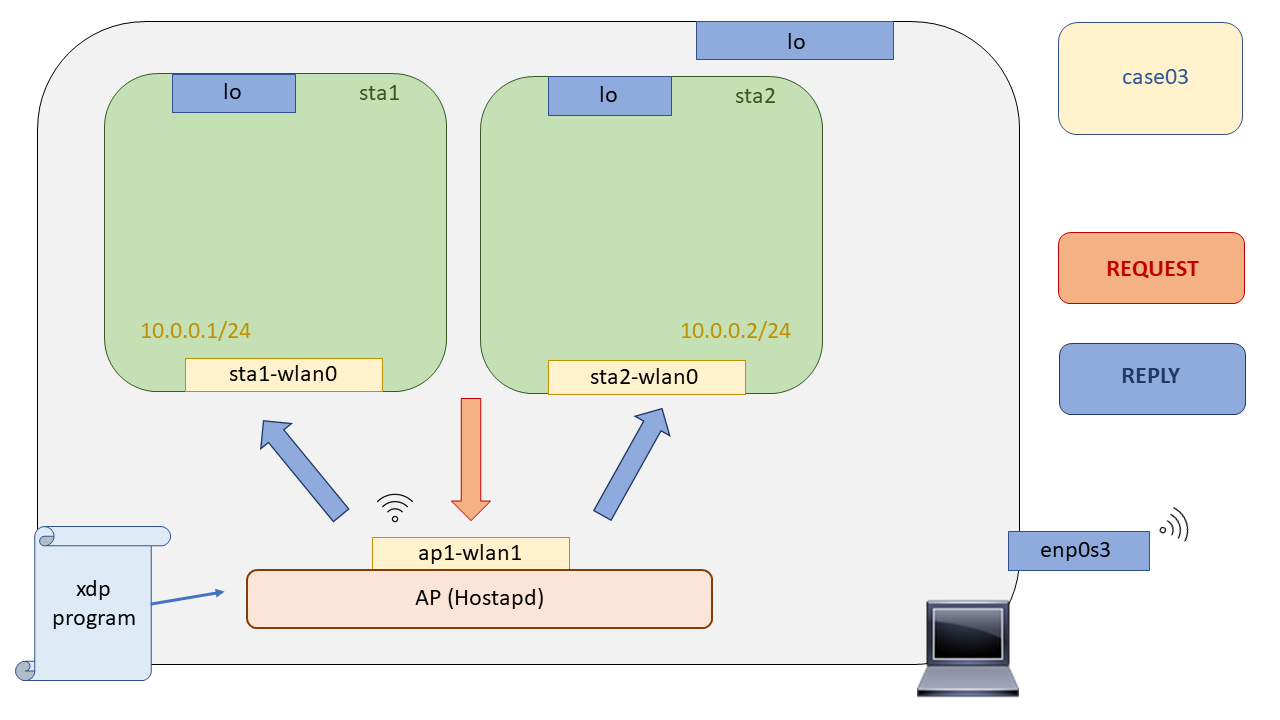 lo
case03
lo
sta1
lo
sta2
REQUEST
10.0.0.1/24
10.0.0.2/24
sta1-wlan0
sta2-wlan0
REPLY
ap1-wlan1
enp0s3
xdp
program
AP (Hostapd)